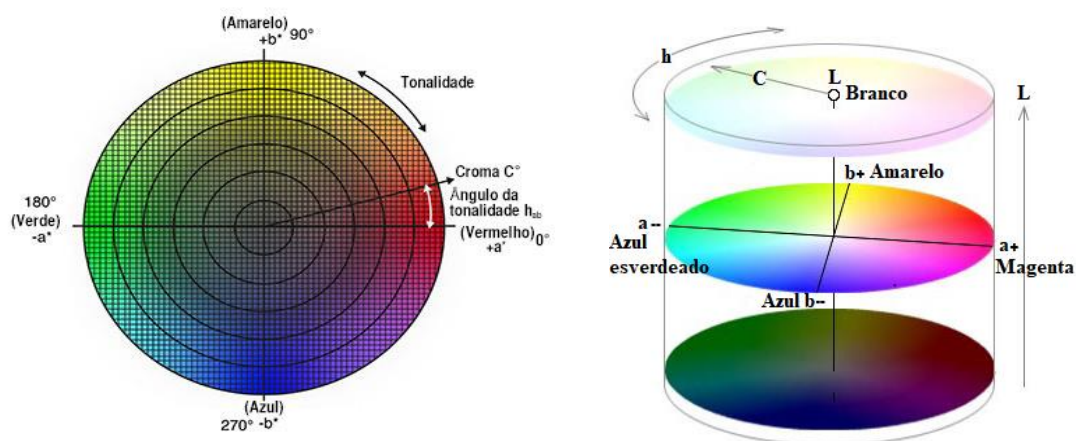 (Amarelo)
+b* 90°
Tonalidade
Croma C°
Ângulo da
tonalidade hab
180°
(Verde)
-a*
(Vermelho) 0°
+a*
(Azul)
270° -b*
h
C
L
Branco
L
b+ Amarelo
a --
Azul
esverdeado
a+
Magenta
Azul b--